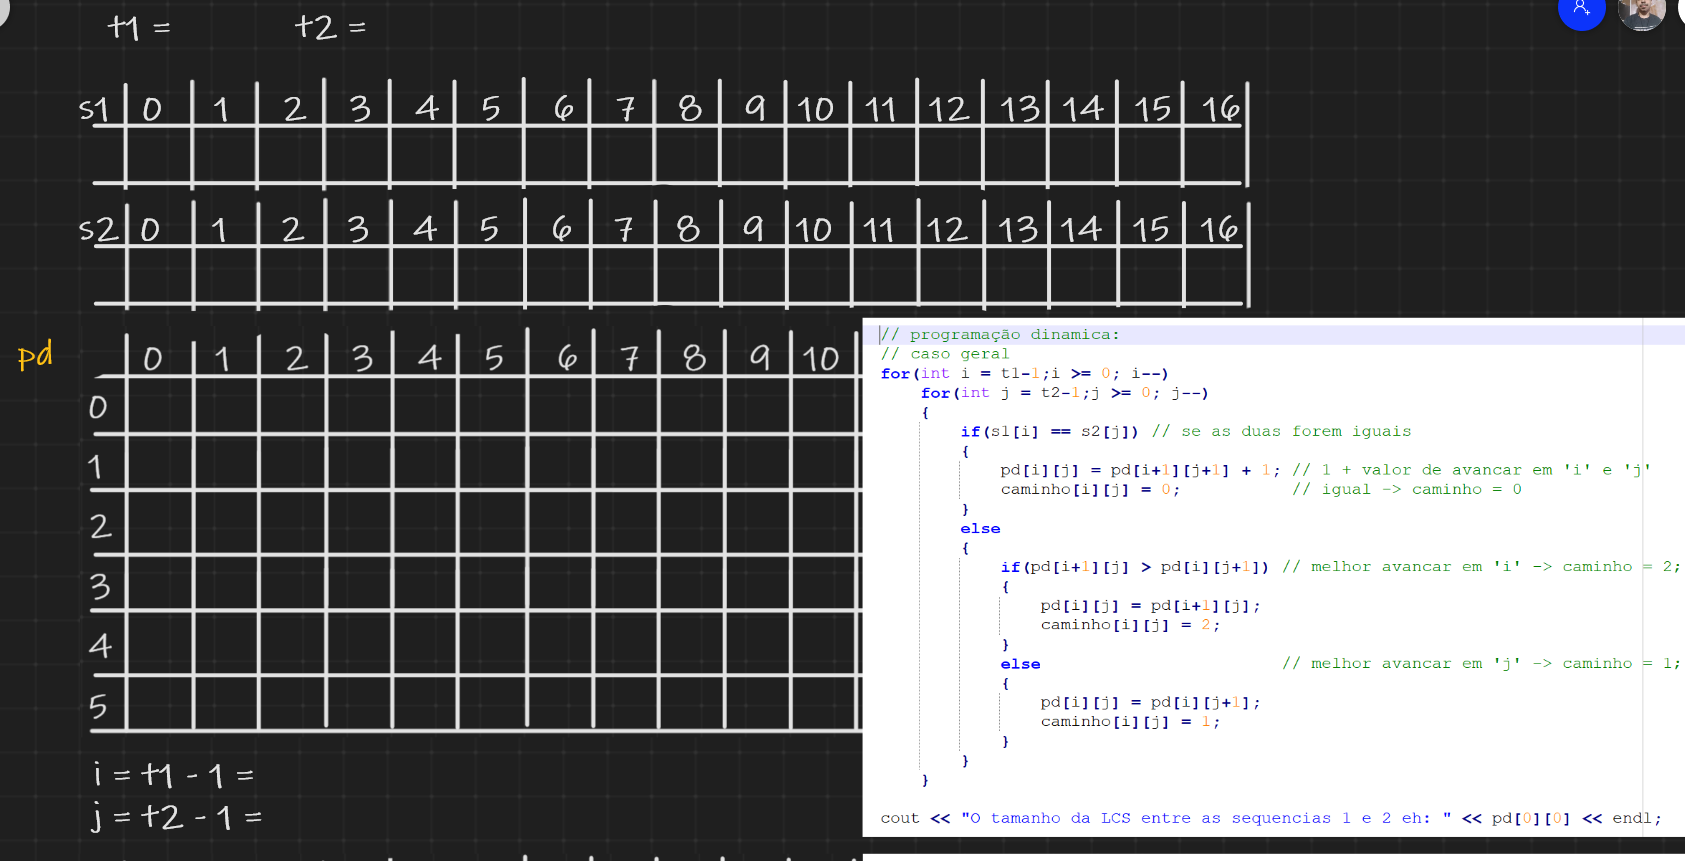 t1 = t2 =
s1 0 1 2 3 4 5 6 7 8 9 10 11 12 13 14 15 16
s2 0 1 2 3 4 5 6 7 8 9 10 11 12 13 14 15 16
pd 0 1 2 3 4 5 6 7 8 9 10
0
1
2
3
4
5
i = t1 - 1 =
j = t2 - 1 =
// programação dinamica:
// caso geral
for(int i = t1-1;i >= 0; i--)
for(int j = t2-1;j >= 0; j--)
{
if(s1[i] == s2[j]) // se as duas forem iguais
{
pd[i][j] = pd[i+1][j+1] + 1; // 1 + valor de avancar em 'i' e 'j'
caminho[i][j] = 0; // igual -> caminho = 0
}
else
{
if(pd[i+1][j] > pd[i][j+1]) // melhor avancar em 'i' -> caminho = 2;
{
pd[i][j] = pd[i+1][j];
caminho[i][j] = 2;
}
else // melhor avancar em 'j' -> caminho = 1;
{
pd[i][j] = pd[i][j+1];
caminho[i][j] = 1;
}
}
}
cout << "O tamanho da LCS entre as sequencias 1 e 2 eh: " << pd[0][0] << endl;